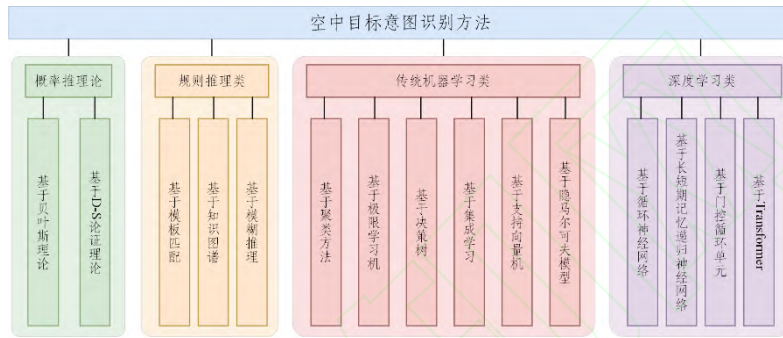 空中目标意图识别方法
概率推理论
规则推理类
传统机器学习类
深度学习类
基于贝叶斯理论
基于D-S论证理论
基于模板匹配
基于知识图谱
基于模糊推理
基于聚类方法
基于极限学习机
基于决策树
基于集成学习
基于支持向量机
基于隐马尔可夫模型
基于循环神经网络
基于长短期记忆递归神经网络
基于门控循环单元
基于Transformer